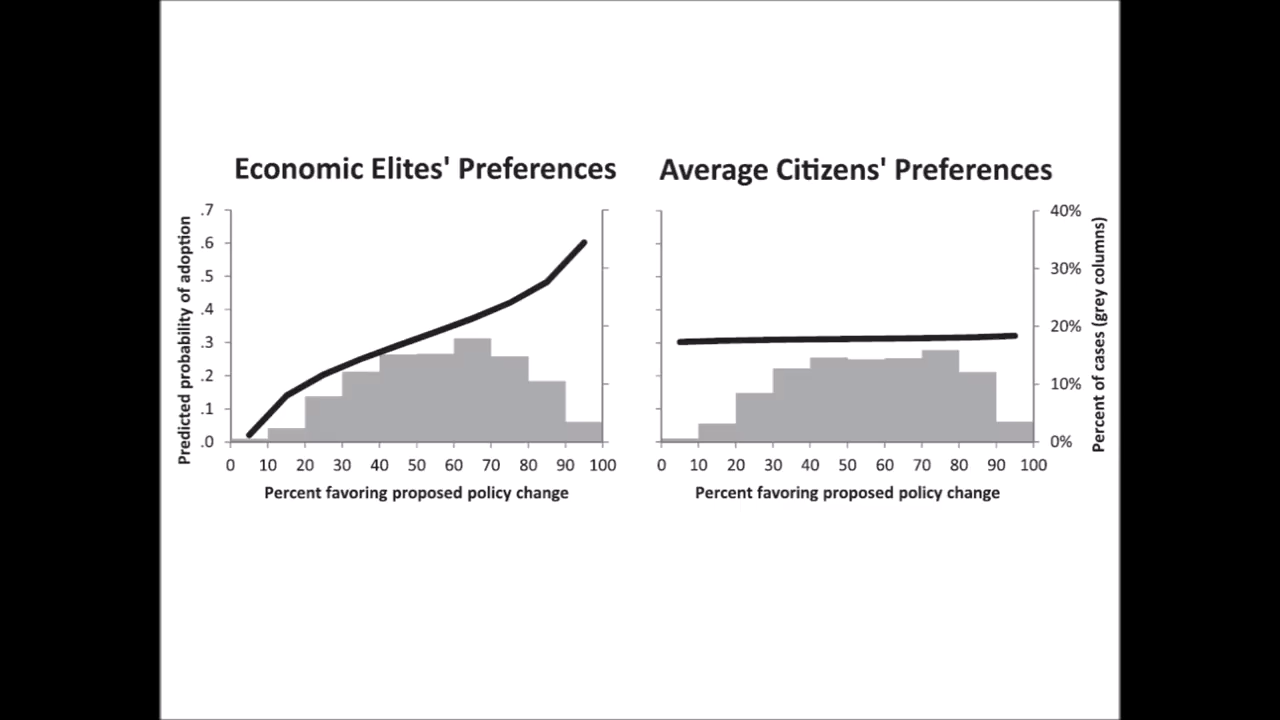 Economic Elites' Preferences
Predicted probability of adoption
.7
.6
.5
.4
.3
.2
.1
.0
0 10 20 30 40 50 60 70 80 90 100
Percent favoring proposed policy change
Average Citizens' Preferences
40%
30%
20%
10%
0%
Percent of cases (grey columns)
0 10 20 30 40 50 60 70 80 90 100
Percent favoring proposed policy change